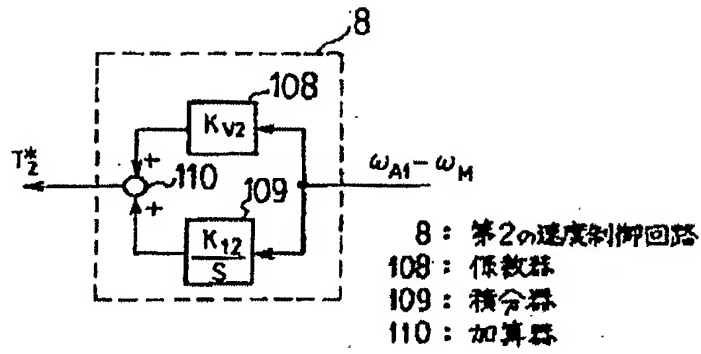 8
108
Kv2
T2*
+
110
+
109
K12
S
ωA1-ωM
8 : 第2の速度制御回路
108 : 係数器
109 : 積分器
110 : 加算器